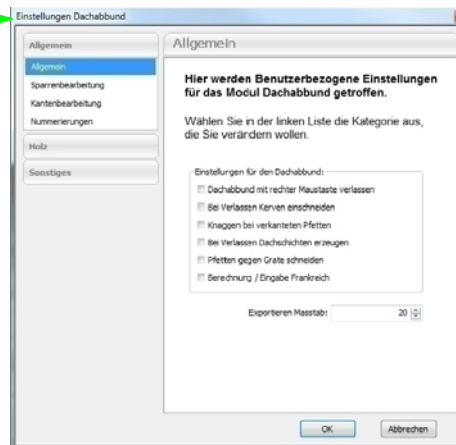 Einstellungen Dachabbund
Allgemein
Allgemein
Sparrenbearbeitung
Kantenbearbeitung
Nummerierungen
Holz
Sonstiges
Allgemein
Hier werden Benutzerbezogene Einstellungen
für das Modul Dachabbund getroffen.
Wählen Sie in der linken Liste die Kategorie aus,
die Sie verändern wollen.
Einstellungen für den Dachabbund:
Dachabbund mit rechter Maustaste verlassen
Bei Verlassen Kerven einschneiden
Knaggen bei verkanteten Pfetten
Bei Verlassen Dachschichten erzeugen
Pfetten gegen Grate schneiden
Berechnung / Eingabe Frankreich
Exportieren Masstab: 20
OK Abbrechen